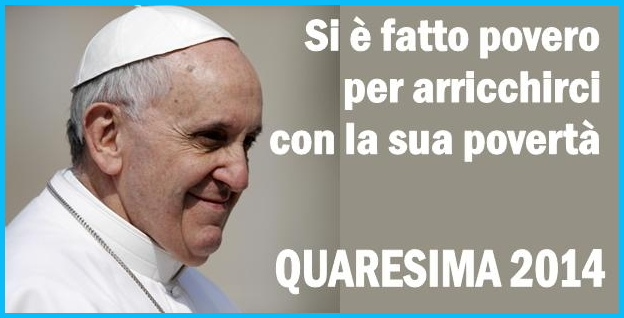 Si è fatto povero
per arricchirci
con la sua povertà
QUARESIMA 2014